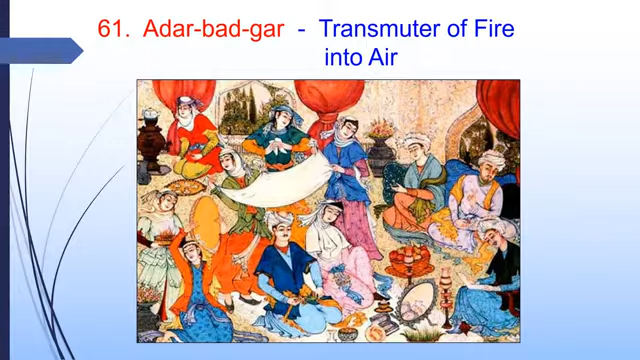 61. Adar-bad-gar - Transmuter of Fire
into Air